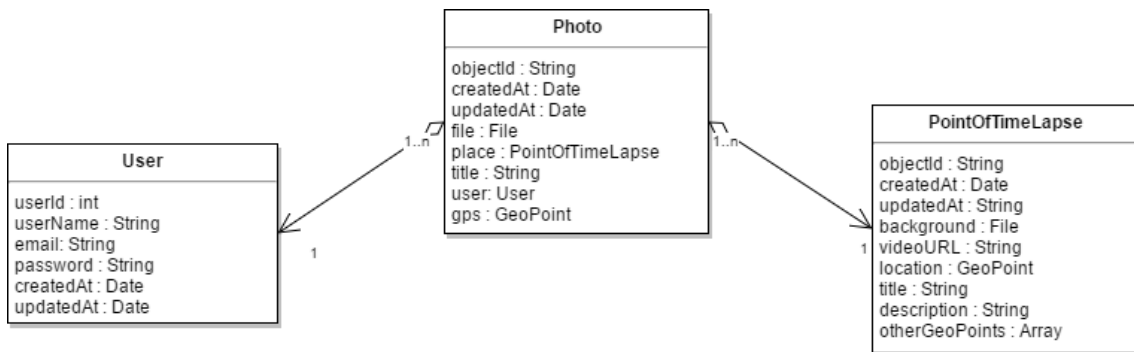 Photo
objectId : String
createdAt : Date
updatedAt : Date
file : File
place : PointOfTimeLapse
title : String
user: User
gps : GeoPoint
1..n
1..n
User
userId : int
userName : String
email: String
password : String
createdAt : Date
updatedAt : Date
1
PointOfTimeLapse
objectId : String
createdAt : Date
updatedAt : String
background : File
videoURL : String
location : GeoPoint
title : String
description : String
otherGeoPoints : Array
1